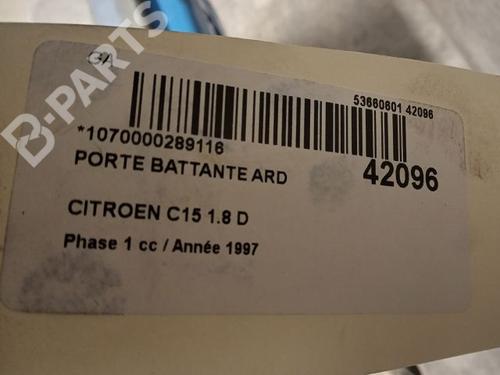 B-PARTS
GA
53660601 42096
*1070000289116
PORTE BATTANTE ARD
42096
CITROEN C15 1.8 D
Phase 1 cc / Année 1997